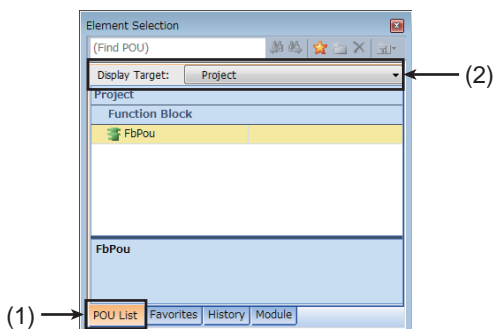 Element Selection
(Find POU)
Display Target: Project
(2)
Project
Function Block
FbPou
FbPou
(1)
POU List Favorites History Module